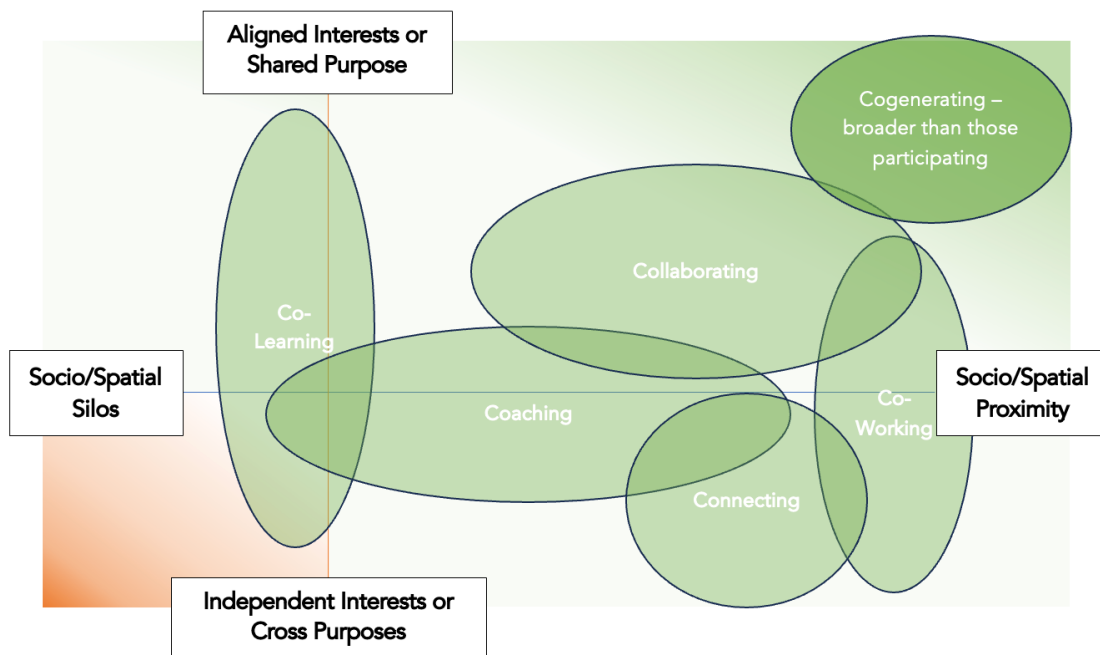 Aligned Interests or
Shared Purpose
Cogenerating –
broader than those
participating
Collaborating
Co-
Learning
Socio/Spatial
Silos
Coaching
Co-
Working
Socio/Spatial
Proximity
Connecting
Independent Interests or
Cross Purposes